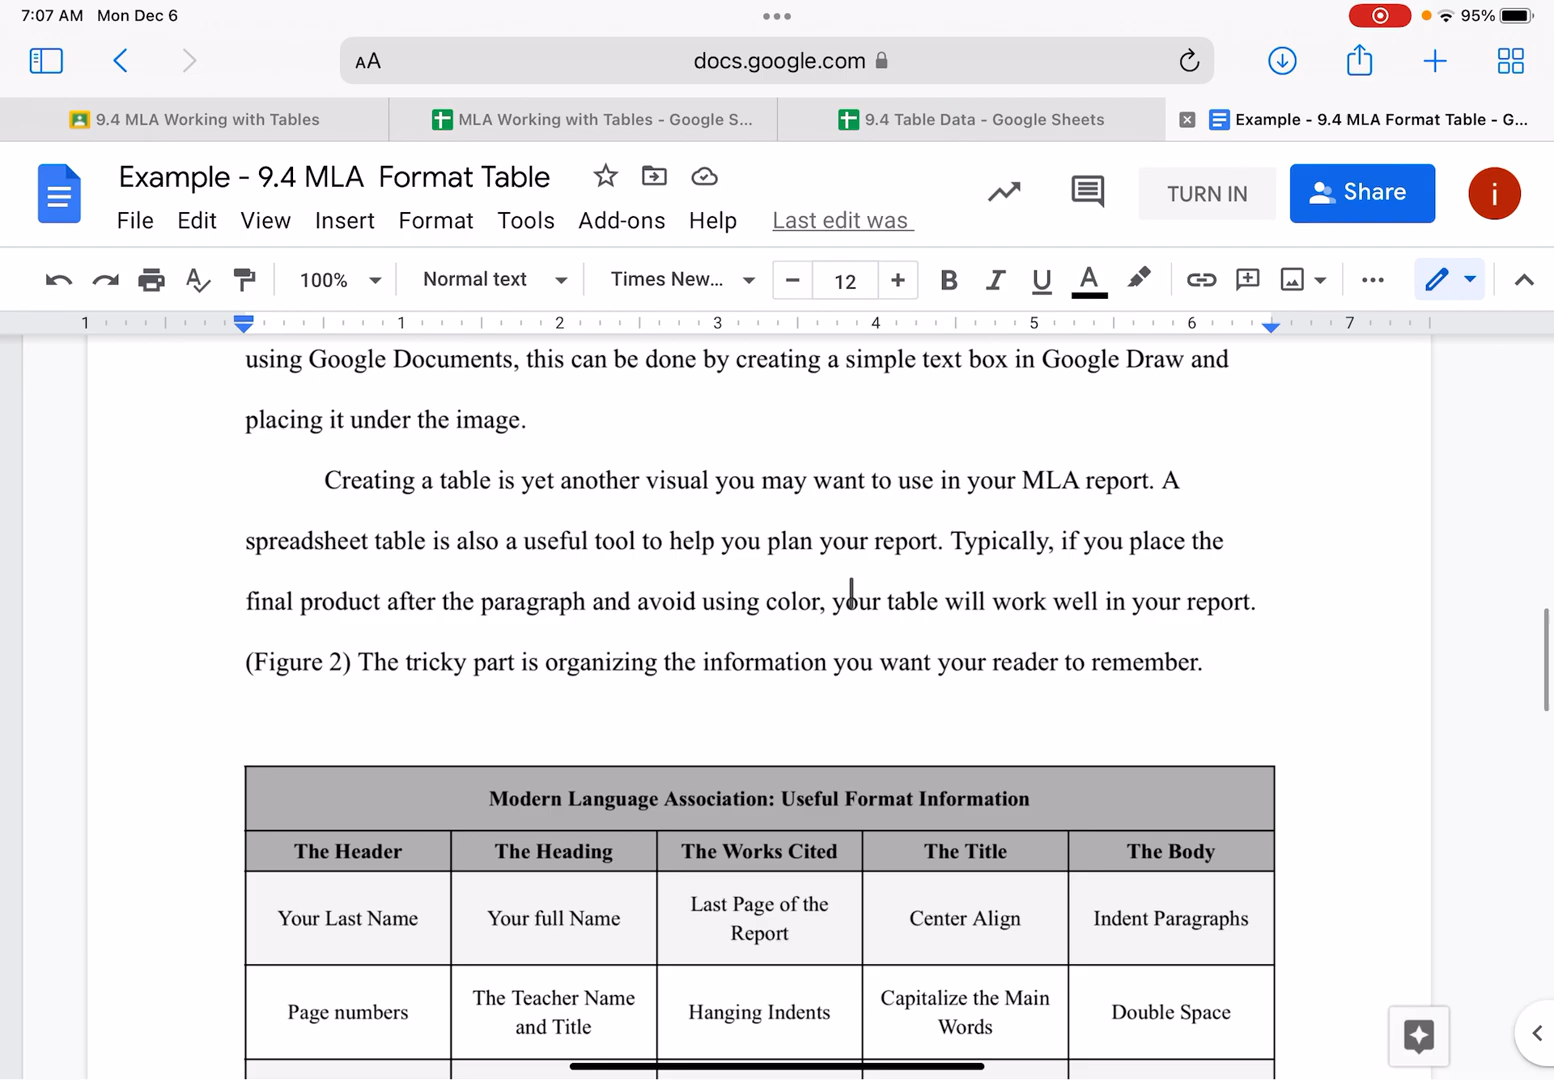 7:07 AM Mon Dec 6
95%
AA docs.google.com
9.4 MLA Working with Tables
MLA Working with Tables - Google S...
9.4 Table Data - Google Sheets
Example - 9.4 MLA Format Table - G...
Example - 9.4 MLA Format Table
File Edit View Insert Format Tools Add-ons Help Last edit was
TURN IN
Share
i
100% Normal text Times New... − 12 + B I U A
1 1 2 3 4 5 6 7
using Google Documents, this can be done by creating a simple text box in Google Draw and
placing it under the image.
Creating a table is yet another visual you may want to use in your MLA report. A
spreadsheet table is also a useful tool to help you plan your report. Typically, if you place the
final product after the paragraph and avoid using color, your table will work well in your report.
(Figure 2) The tricky part is organizing the information you want your reader to remember.
Modern Language Association: Useful Format Information
The Header The Heading The Works Cited The Title The Body
Your Last Name
Your full Name
Last Page of the
Report
Center Align
Indent Paragraphs
Page numbers
The Teacher Name
and Title
Hanging Indents
Capitalize the Main
Words
Double Space